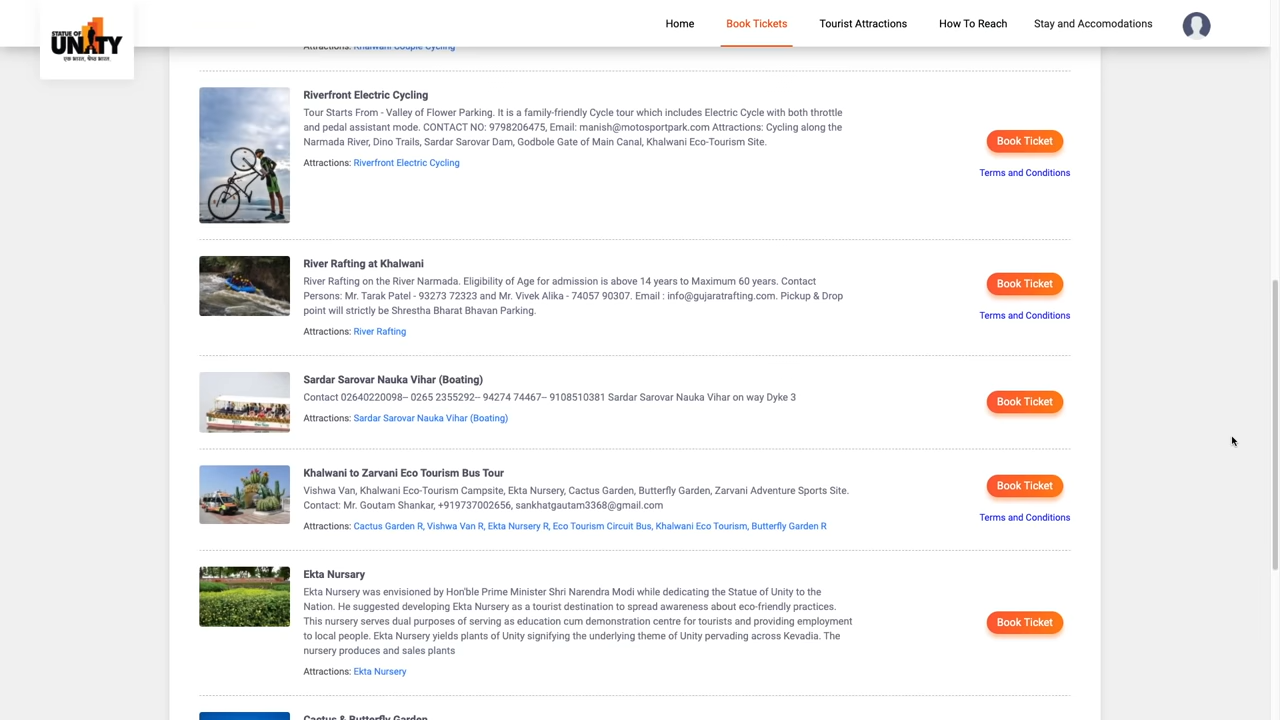 STATUE OF
UNITY
एक भारत, श्रेष्ठ भारत.
Home
Book Tickets
Tourist Attractions
How To Reach
Stay and Accomodations
Attractions: Khalwani Couple Cycling
Riverfront Electric Cycling
Tour Starts From - Valley of Flower Parking. It is a family-friendly Cycle tour which includes Electric Cycle with both throttle
and pedal assistant mode. CONTACT NO: 9798206475, Email: manish@motosportpark.com Attractions: Cycling along the
Narmada River, Dino Trails, Sardar Sarovar Dam, Godbole Gate of Main Canal, Khalwani Eco-Tourism Site.
Attractions: Riverfront Electric Cycling
Book Ticket
Terms and Conditions
River Rafting at Khalwani
River Rafting on the River Narmada. Eligibility of Age for admission is above 14 years to Maximum 60 years. Contact
Persons: Mr. Tarak Patel - 93273 72323 and Mr. Vivek Alika - 74057 90307. Email : info@gujaratrafting.com. Pickup & Drop
point will strictly be Shrestha Bharat Bhavan Parking.
Attractions: River Rafting
Book Ticket
Terms and Conditions
Sardar Sarovar Nauka Vihar (Boating)
Contact 02640220098-- 0265 2355292-- 94274 74467-- 9108510381 Sardar Sarovar Nauka Vihar on way Dyke 3
Attractions: Sardar Sarovar Nauka Vihar (Boating)
Book Ticket
Khalwani to Zarvani Eco Tourism Bus Tour
Vishwa Van, Khalwani Eco-Tourism Campsite, Ekta Nursery, Cactus Garden, Butterfly Garden, Zarvani Adventure Sports Site.
Contact: Mr. Goutam Shankar, +919737002656, sankhatgautam3368@gmail.com
Attractions: Cactus Garden R, Vishwa Van R, Ekta Nursery R, Eco Tourism Circuit Bus, Khalwani Eco Tourism, Butterfly Garden R
Book Ticket
Terms and Conditions
Ekta Nursary
Ekta Nursery was envisioned by Hon'ble Prime Minister Shri Narendra Modi while dedicating the Statue of Unity to the
Nation. He suggested developing Ekta Nursery as a tourist destination to spread awareness about eco-friendly practices.
This nursery serves dual purposes of serving as education cum demonstration centre for tourists and providing employment
to local people. Ekta Nursery yields plants of Unity signifying the underlying theme of Unity pervading across Kevadia. The
nursery produces and sales plants
Attractions: Ekta Nursery
Book Ticket
Cactus & Butterfly Garden